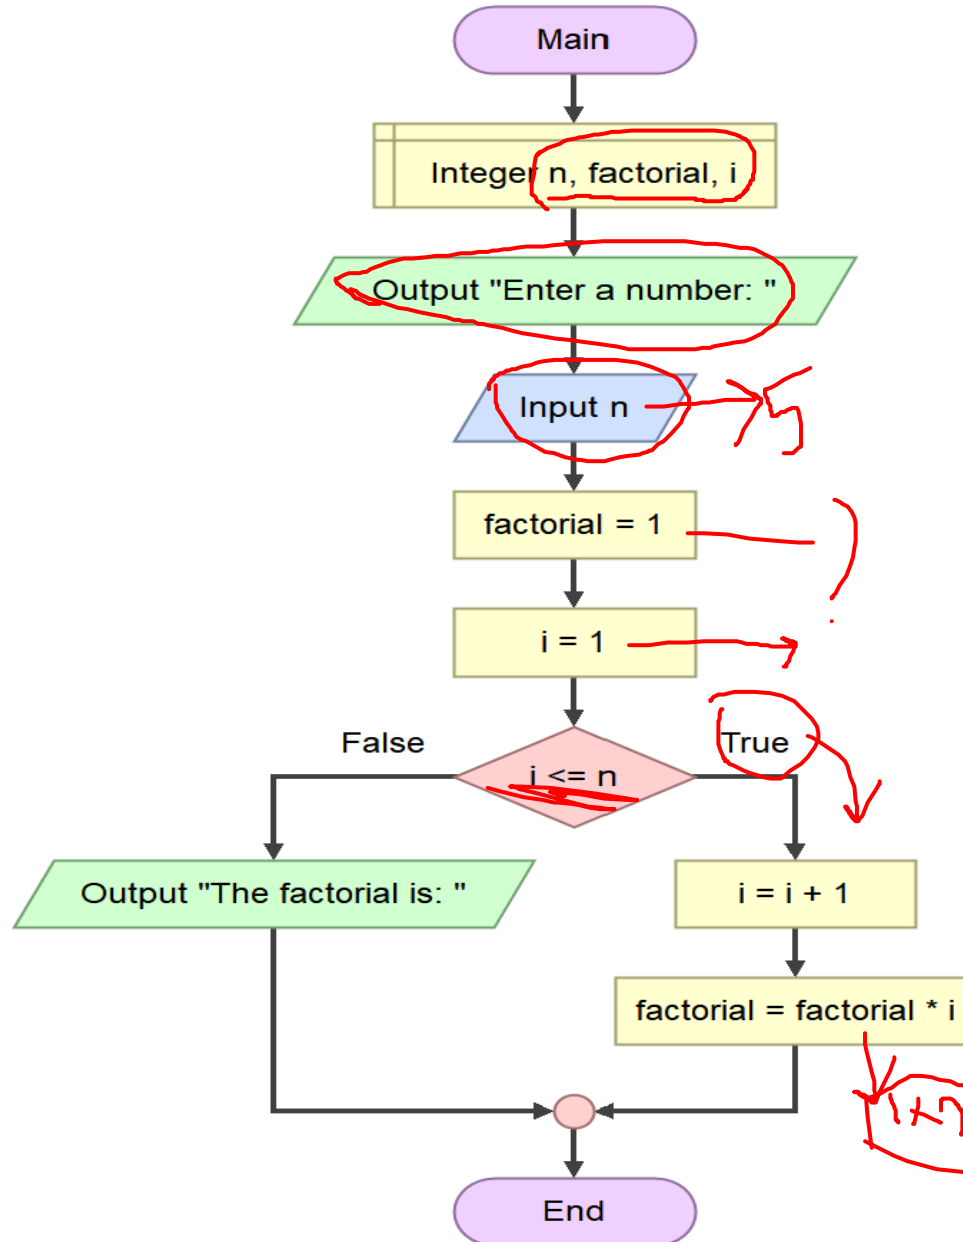 Main
Integer n, factorial, i
Output "Enter a number: "
Input n
factorial = 1
i = 1
False
True
i <= n
Output "The factorial is: "
i = i + 1
factorial = factorial * i
End